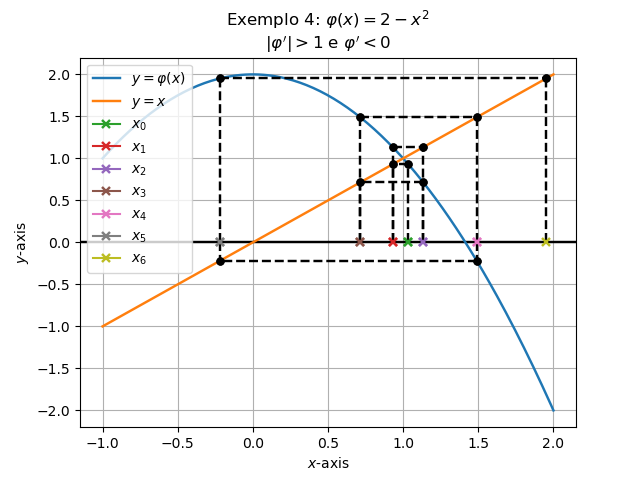 Exemplo 4: φ(x) = 2 − x²
|φ′| > 1 e φ′ < 0
y = φ(x)
y = x
x₀
x₁
x₂
x₃
x₄
x₅
x₆
2.0
1.5
1.0
0.5
0.0
−0.5
−1.0
−1.5
−2.0
y-axis
−1.0 −0.5 0.0 0.5 1.0 1.5 2.0
x-axis